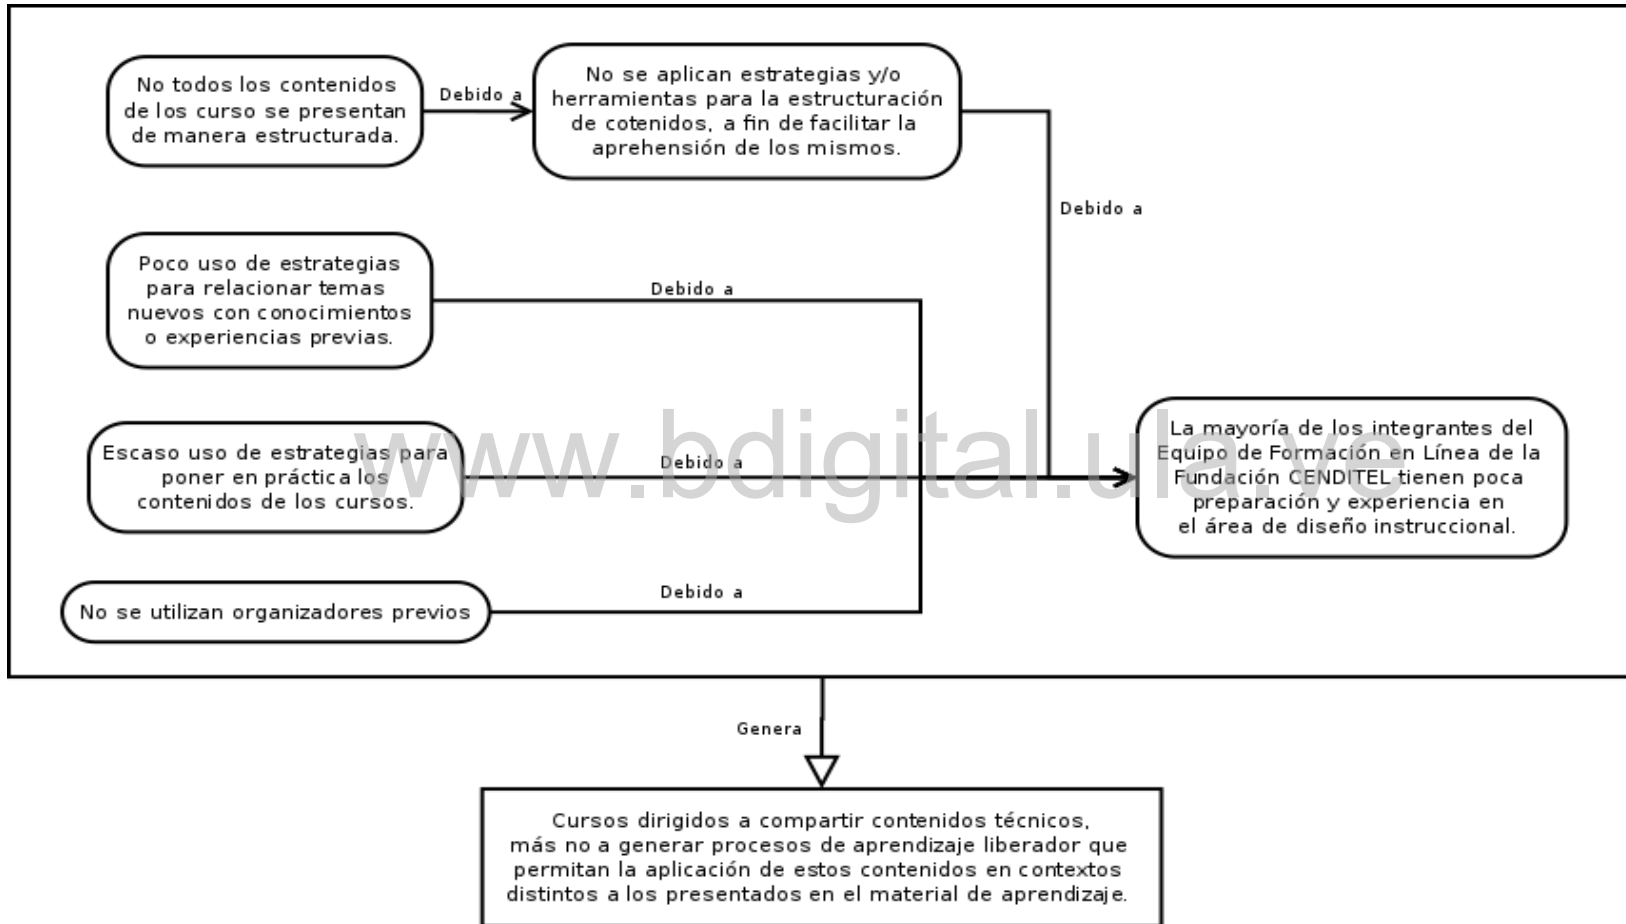 No todos los contenidos
de los curso se presentan
de manera estructurada.
Debido a
No se aplican estrategias y/o
herramientas para la estructuración
de cotenidos, a fin de facilitar la
aprehensión de los mismos.
Debido a
Poco uso de estrategias
para relacionar temas
nuevos con conocimientos
o experiencias previas.
Debido a
Escaso uso de estrategias para
poner en práctica los
contenidos de los cursos.
Debido a
No se utilizan organizadores previos
Debido a
La mayoría de los integrantes del
Equipo de Formación en Línea de la
Fundación CENDITEL tienen poca
preparación y experiencia en
el área de diseño instruccional.
www.bdigital.ula.ve
Genera
Cursos dirigidos a compartir contenidos técnicos,
más no a generar procesos de aprendizaje liberador que
permitan la aplicación de estos contenidos en contextos
distintos a los presentados en el material de aprendizaje.